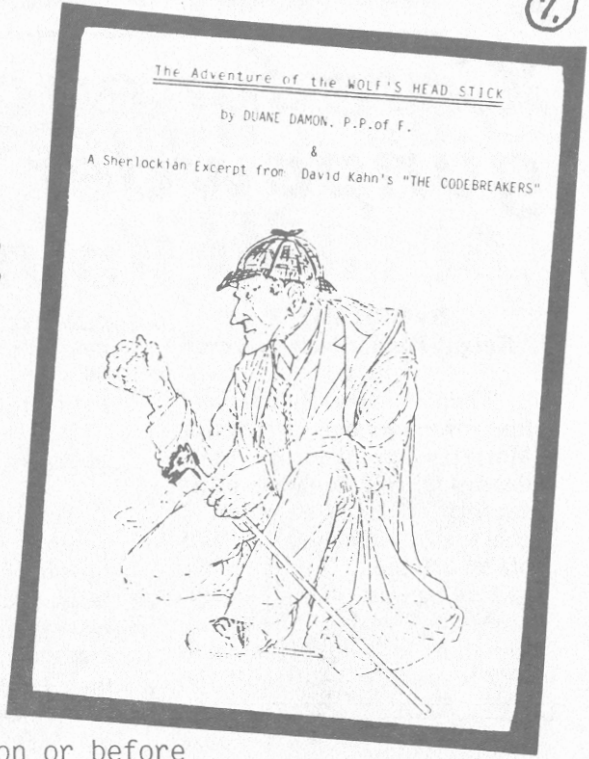 The Adventure of the WOLF'S HEAD STICK
by DUANE DAMON, P.P.of F.
&
A Sherlockian Excerpt from David Kahn's "THE CODEBREAKERS"
on or before